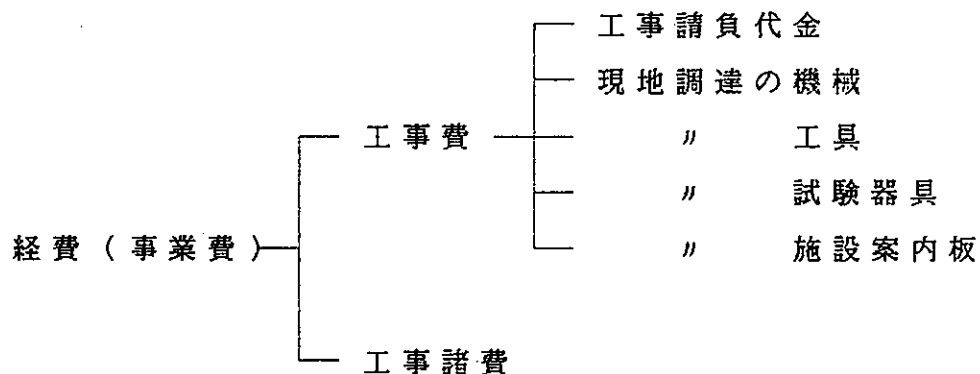 工事請負代金
現地調達の機械
工事費
〃 工具
〃 試験器具
経費(事業費)
〃 施設案内板
工事諸費